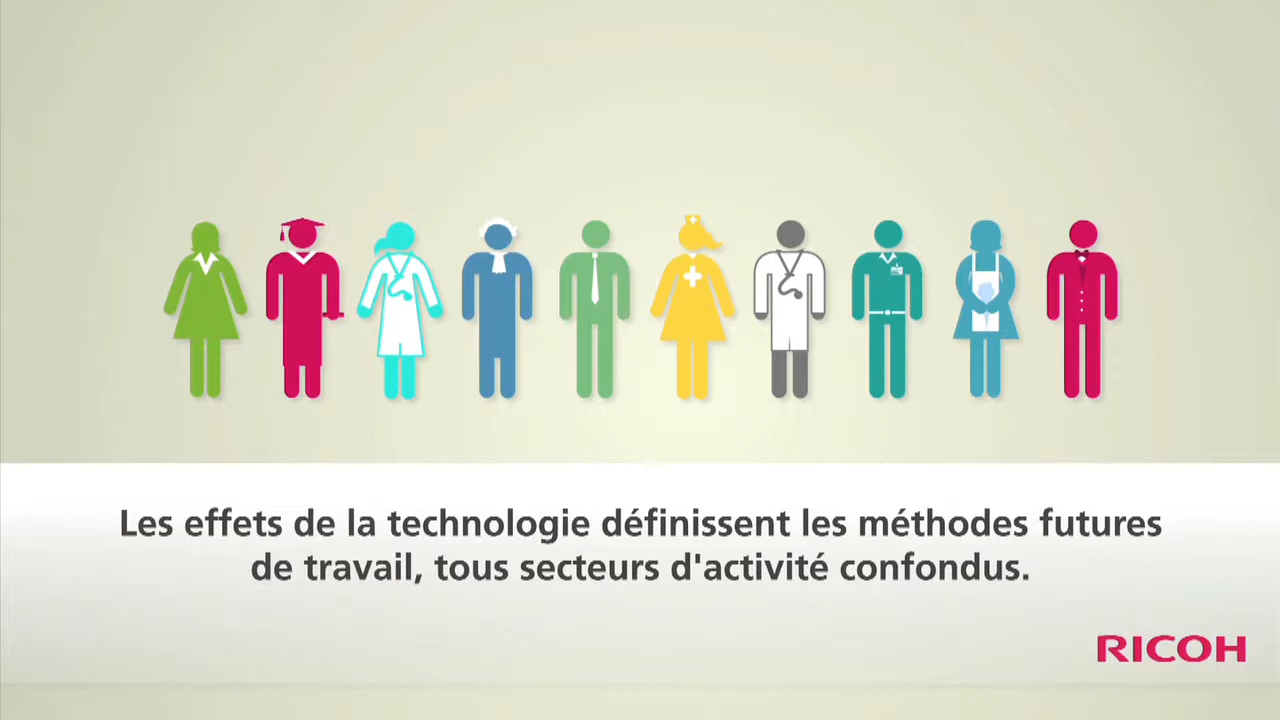 Les effets de la technologie définissent les méthodes futures
de travail, tous secteurs d'activité confondus.
RICOH